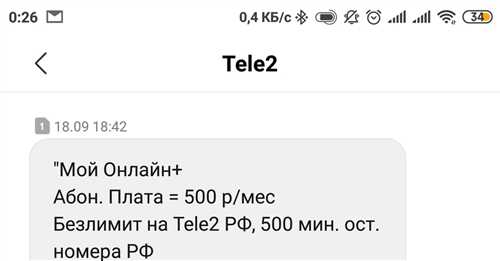 0:26 0,4 КБ/с 34
Tele2
1 18.09 18:42
"Мой Онлайн+
Абон. Плата = 500 р/мес
Безлимит на Tele2 РФ, 500 мин. ост.
номера РФ